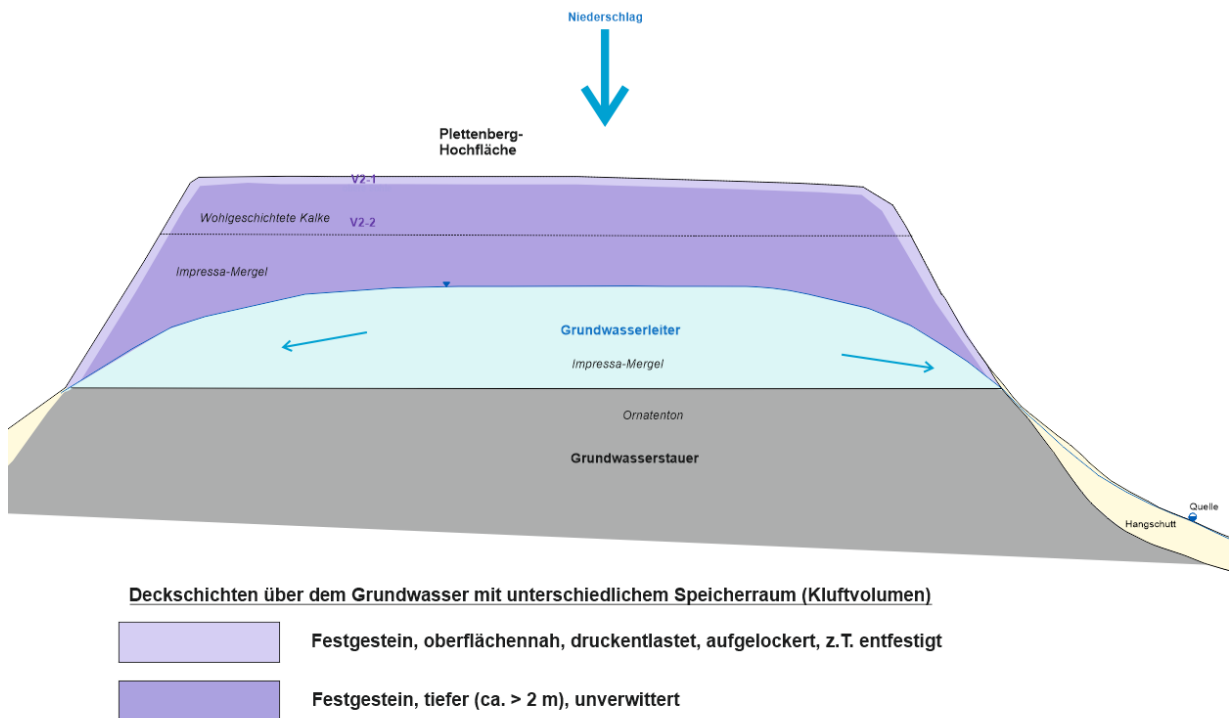 Niederschlag
Plettenberg-
Hochfläche
V2-1
Wohlgeschichtete Kalke
V2-2
Impressa-Mergel
Grundwasserleiter
Impressa-Mergel
Ornatenton
Grundwasserstauer
Quelle
Hangschutt
Deckschichten über dem Grundwasser mit unterschiedlichem Speicherraum (Kluftvolumen)
Festgestein, oberflächennah, druckentlastet, aufgelockert, z.T. entfestigt
Festgestein, tiefer (ca. > 2 m), unverwittert